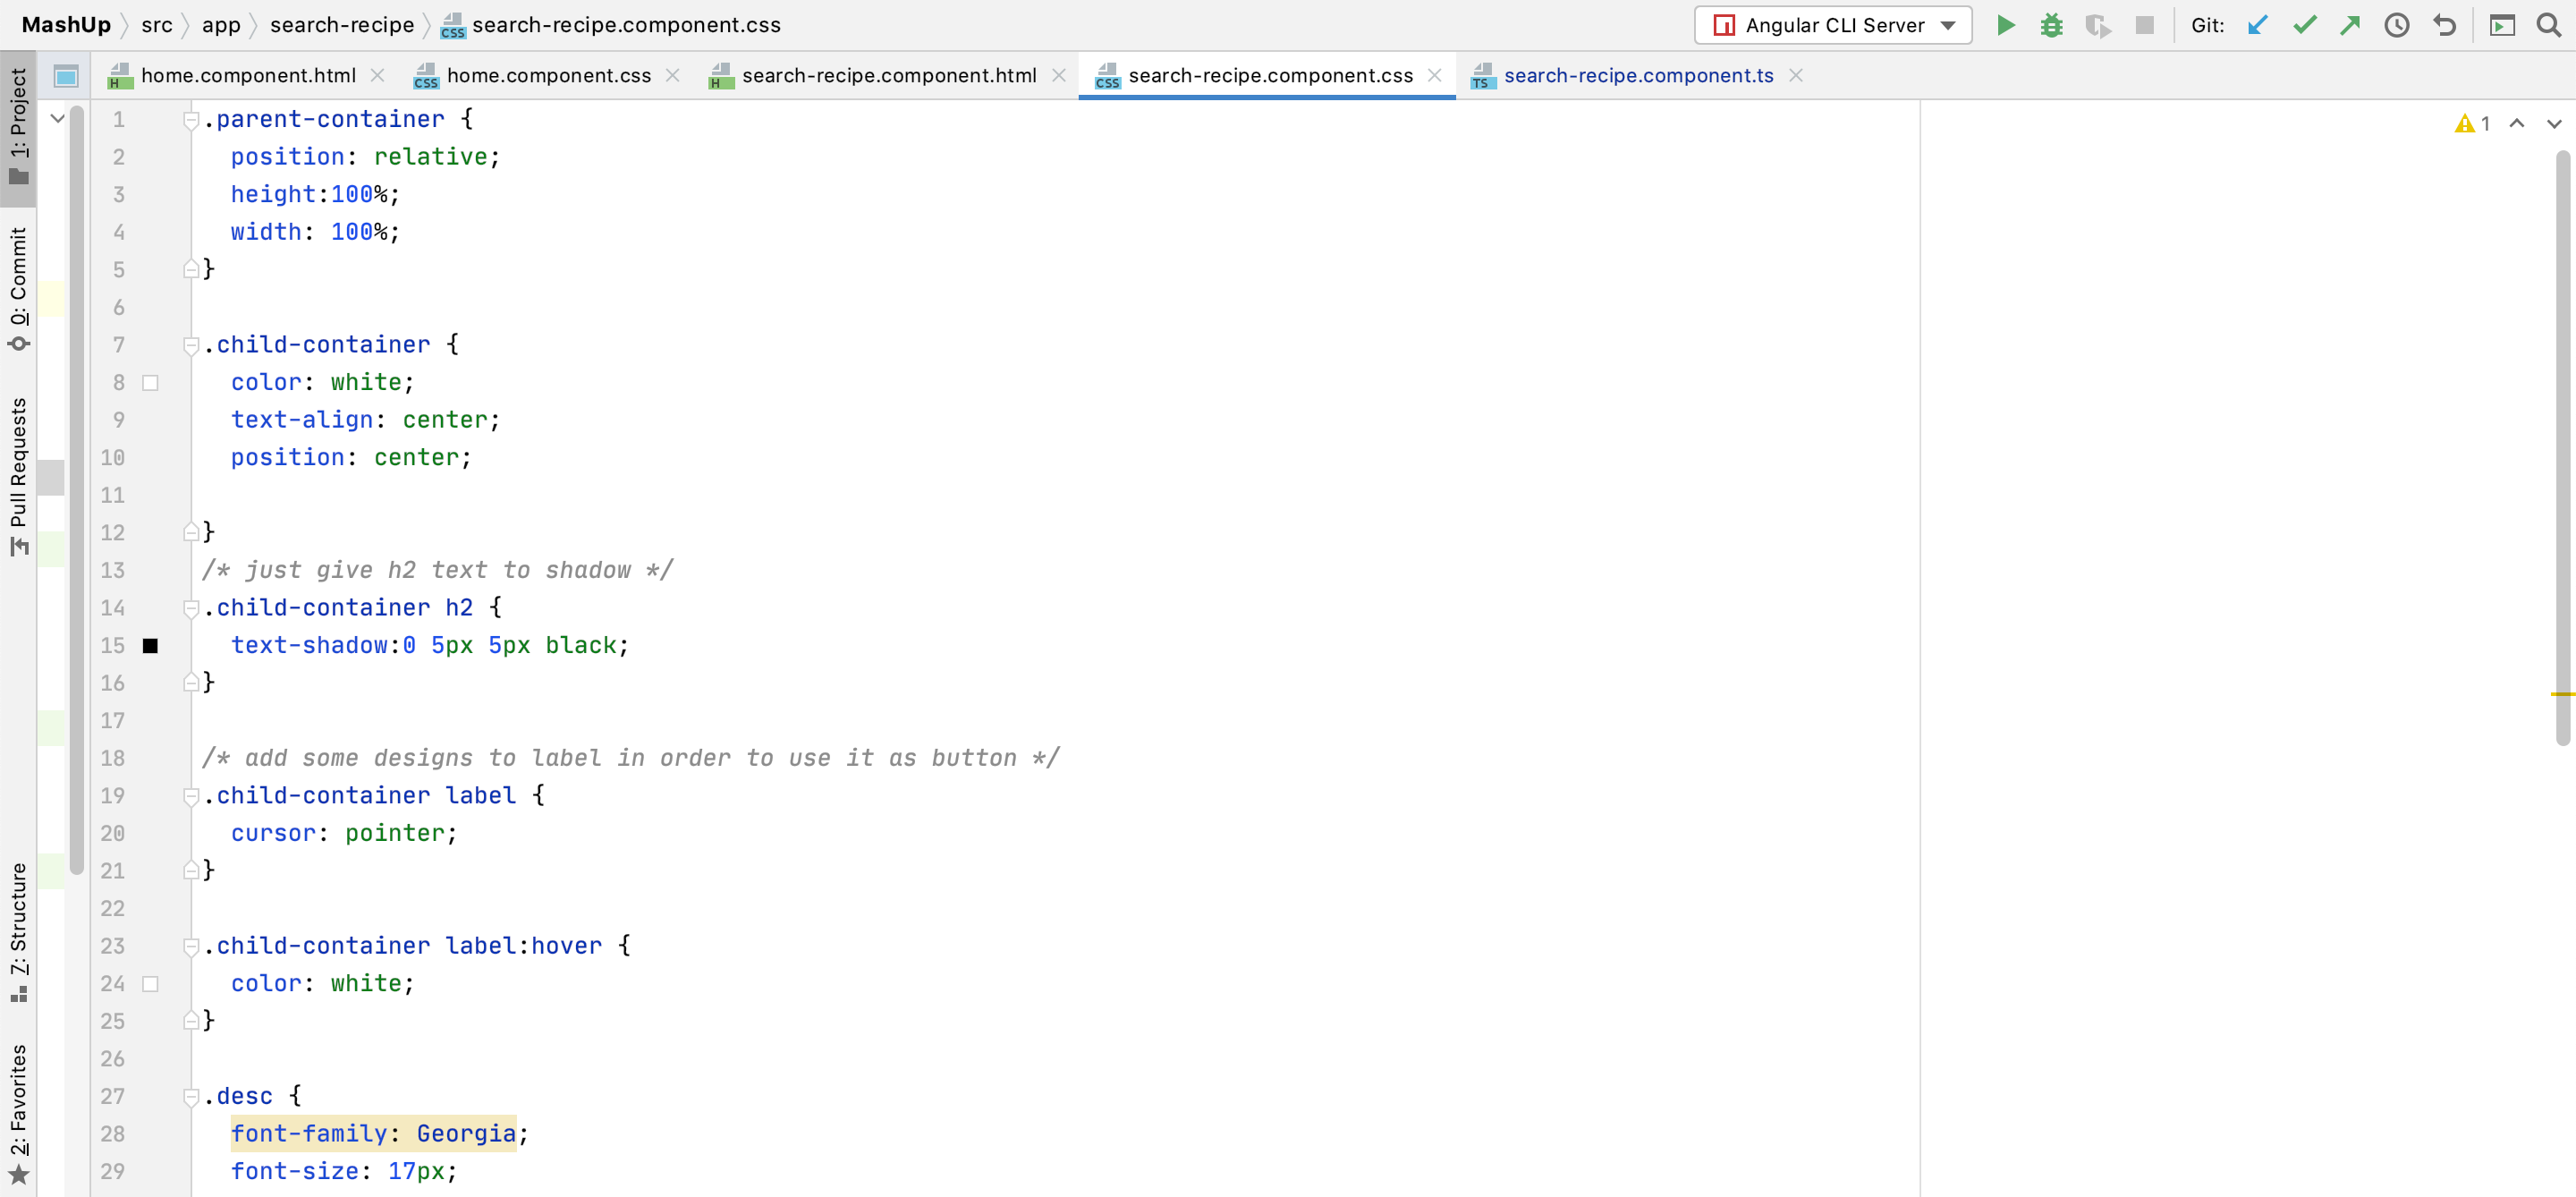 MashUp src app search-recipe search-recipe.component.css Angular CLI Server Git:
home.component.html home.component.css search-recipe.component.html search-recipe.component.css search-recipe.component.ts
1: Project
0: Commit
Pull Requests
7: Structure
2: Favorites
1
1 .parent-container {
2 position: relative;
3 height:100%;
4 width: 100%;
5 }
6
7 .child-container {
8 color: white;
9 text-align: center;
10 position: center;
11
12 }
13 /* just give h2 text to shadow */
14 .child-container h2 {
15 text-shadow:0 5px 5px black;
16 }
17
18 /* add some designs to label in order to use it as button */
19 .child-container label {
20 cursor: pointer;
21 }
22
23 .child-container label:hover {
24 color: white;
25 }
26
27 .desc {
28 font-family: Georgia;
29 font-size: 17px;